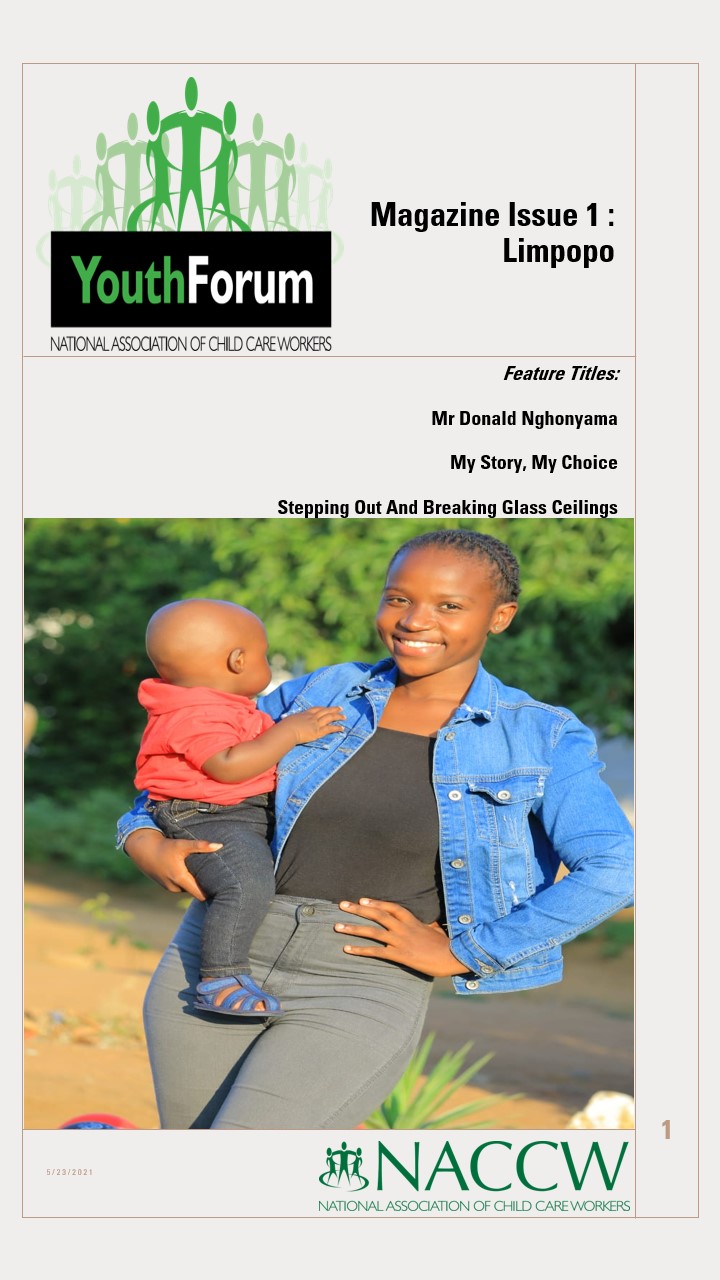 Magazine Issue 1 :
Limpopo
YouthForum
NATIONAL ASSOCIATION OF CHILD CARE WORKERS
Feature Titles:
Mr Donald Nghonyama
My Story, My Choice
Stepping Out And Breaking Glass Ceilings
1
5/23/2021
NACCW
NATIONAL ASSOCIATION OF CHILD CARE WORKERS